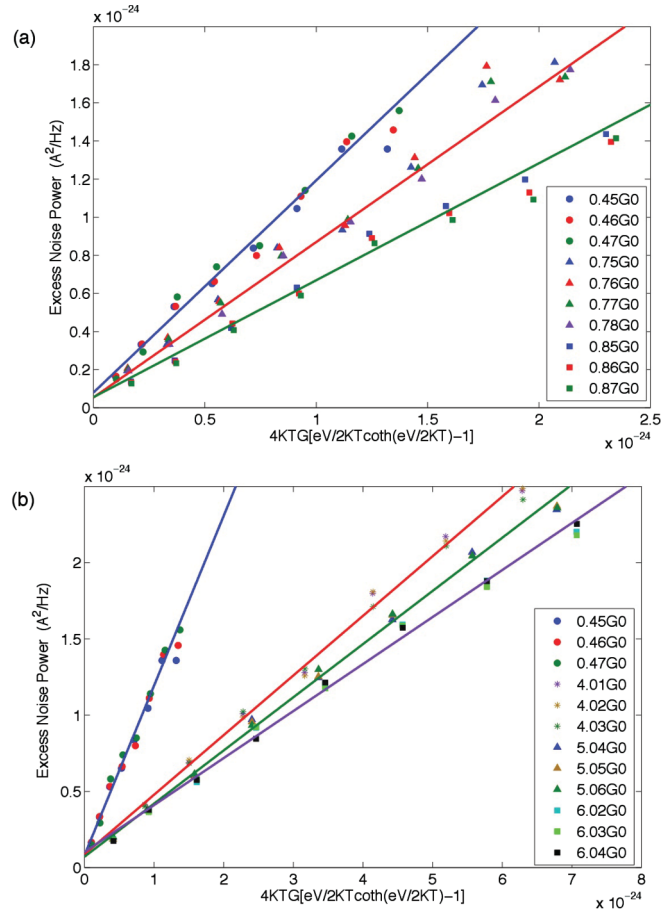 (a)
x 10^-24
Excess Noise Power (A^2/Hz)
1.8
1.6
1.4
1.2
1
0.8
0.6
0.4
0.2
0
0 0.5 1 1.5 2 2.5
4KTG[eV/2KTcoth(eV/2KT)−1]
x 10^-24
0.45G0
0.46G0
0.47G0
0.75G0
0.76G0
0.77G0
0.78G0
0.85G0
0.86G0
0.87G0
(b)
x 10^-24
Excess Noise Power (A^2/Hz)
2
1.5
1
0.5
0
0 1 2 3 4 5 6 7 8
4KTG[eV/2KTcoth(eV/2KT)−1]
x 10^-24
0.45G0
0.46G0
0.47G0
4.01G0
4.02G0
4.03G0
5.04G0
5.05G0
5.06G0
6.02G0
6.03G0
6.04G0